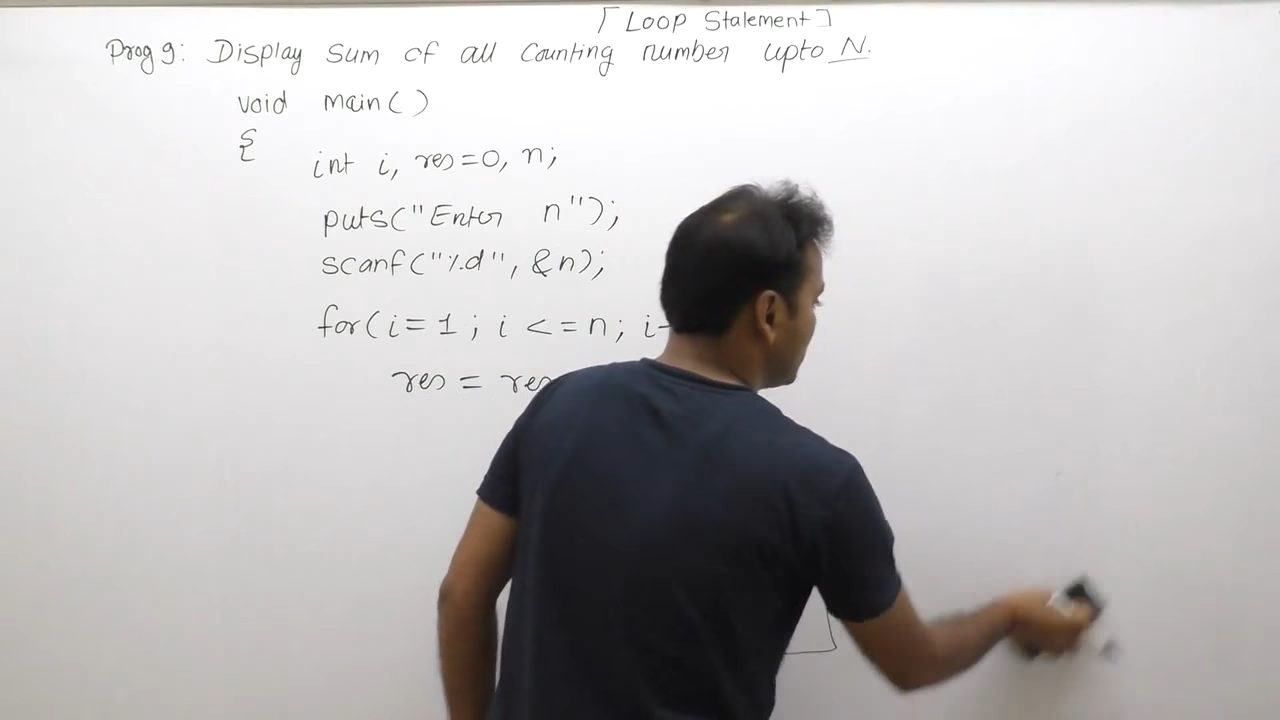 [Loop Statement]
Prog 9: Display sum of all counting number upto N.
void main()
{
int i, res=0, n;
puts("Enter n");
scanf("%d", &n);
for(i=1; i <=n; i
res = res